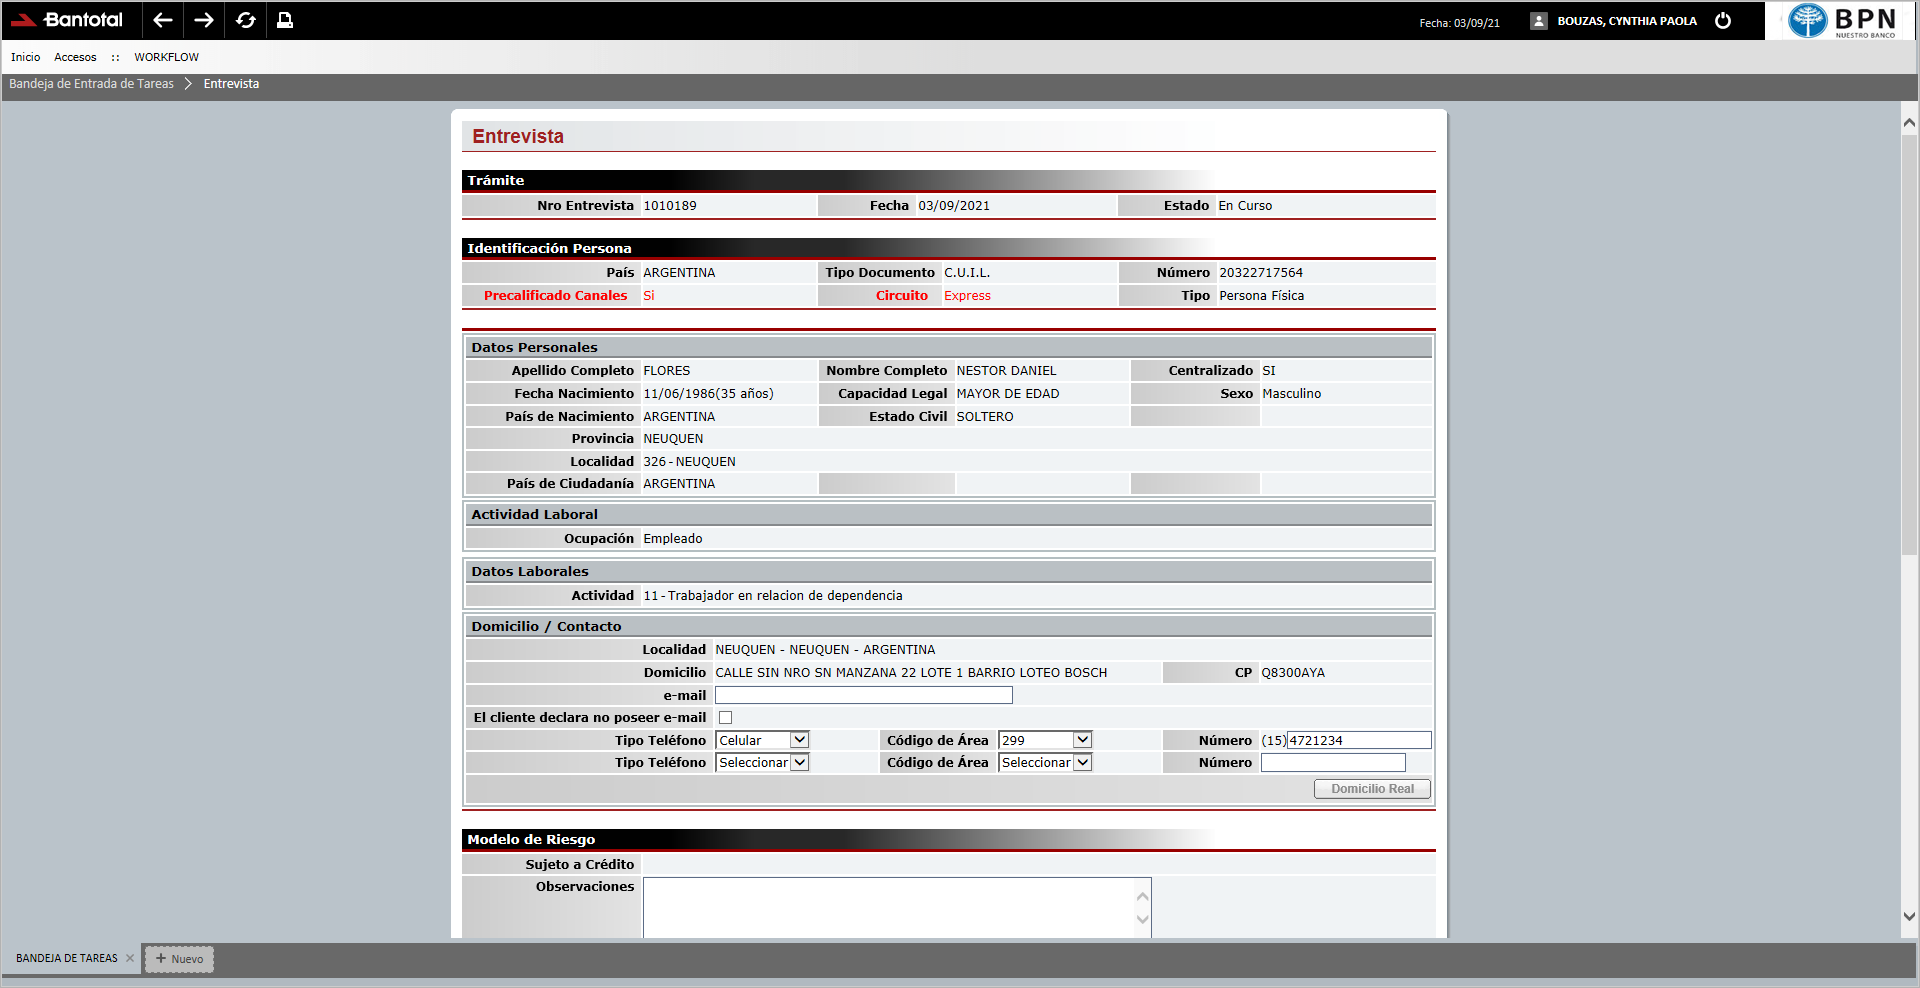 Bantotal
Fecha: 03/09/21
BOUZAS, CYNTHIA PAOLA
BPN
NUESTRO BANCO
Inicio Accesos :: WORKFLOW
Bandeja de Entrada de Tareas Entrevista
Entrevista
Trámite
Nro Entrevista 1010189 Fecha 03/09/2021 Estado En Curso
Identificación Persona
País ARGENTINA Tipo Documento C.U.I.L. Número 20322717564
Precalificado Canales Si Circuito Express Tipo Persona Física
Datos Personales
Apellido Completo FLORES Nombre Completo NESTOR DANIEL Centralizado SI
Fecha Nacimiento 11/06/1986(35 años) Capacidad Legal MAYOR DE EDAD Sexo Masculino
País de Nacimiento ARGENTINA Estado Civil SOLTERO
Provincia NEUQUEN
Localidad 326-NEUQUEN
País de Ciudadanía ARGENTINA
Actividad Laboral
Ocupación Empleado
Datos Laborales
Actividad 11-Trabajador en relacion de dependencia
Domicilio / Contacto
Localidad NEUQUEN - NEUQUEN - ARGENTINA
Domicilio CALLE SIN NRO SN MANZANA 22 LOTE 1 BARRIO LOTEO BOSCH CP Q8300AYA
e-mail
El cliente declara no poseer e-mail
Tipo Teléfono Celular Código de Área 299 Número (15)4721234
Tipo Teléfono Seleccionar Código de Área Seleccionar Número
Domicilio Real
Modelo de Riesgo
Sujeto a Crédito
Observaciones
BANDEJA DE TAREAS × + Nuevo